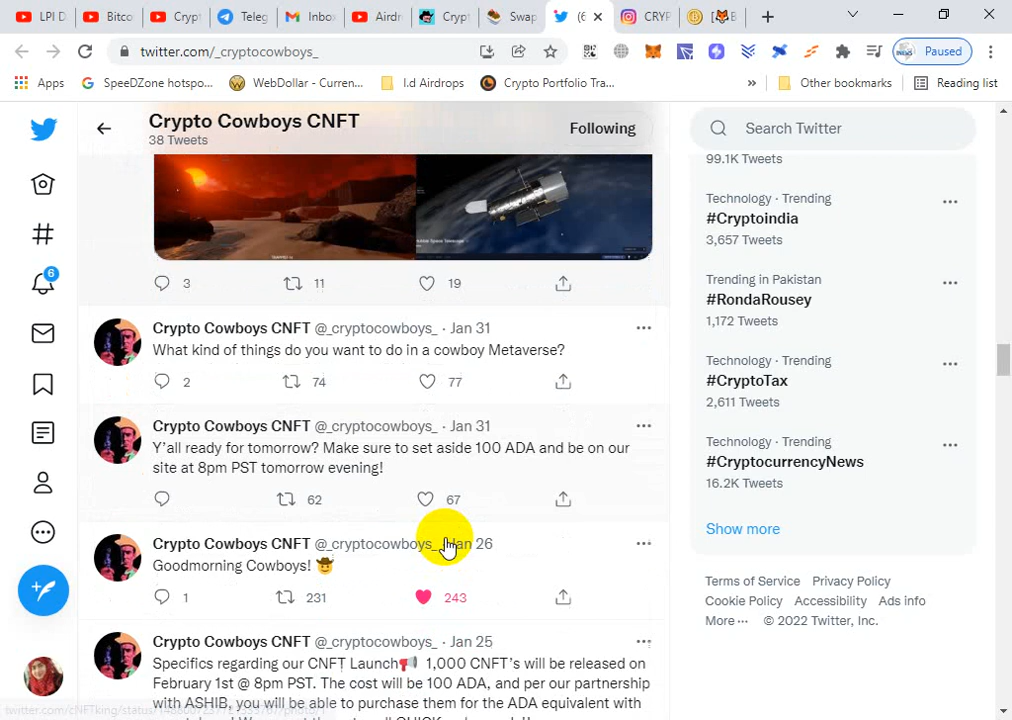 LPI D
Bitco
Crypt
Teleg
Inbo
Airdr
Crypt
Swap
(6
CRYP
B
twitter.com/_cryptocowboys_
Paused
Apps
SpeeDZone hotspo...
WebDollar - Curren...
I.d Airdrops
Crypto Portfolio Tra...
»
Other bookmarks
Reading list
Crypto Cowboys CNFT
38 Tweets
Following
Search Twitter
99.1K Tweets
3
11
19
Technology · Trending
#Cryptoindia
3,657 Tweets
Trending in Pakistan
#RondaRousey
1,172 Tweets
Technology · Trending
#CryptoTax
2,611 Tweets
Technology · Trending
#CryptocurrencyNews
16.2K Tweets
Show more
Terms of Service Privacy Policy
Cookie Policy Accessibility Ads info
More ··· © 2022 Twitter, Inc.
6
Crypto Cowboys CNFT @_cryptocowboys_ · Jan 31
What kind of things do you want to do in a cowboy Metaverse?
2
74
77
Crypto Cowboys CNFT @_cryptocowboys_ · Jan 31
Y'all ready for tomorrow? Make sure to set aside 100 ADA and be on our
site at 8pm PST tomorrow evening!
62
67
Crypto Cowboys CNFT @_cryptocowboys_ Jan 26
Goodmorning Cowboys! 🤠
1
231
243
Crypto Cowboys CNFT @_cryptocowboys_ · Jan 25
Specifics regarding our CNFT Launch📢 1,000 CNFT's will be released on
February 1st @ 8pm PST. The cost will be 100 ADA, and per our partnership
with ASHIB, you will be able to purchase them for the ADA equivalent with